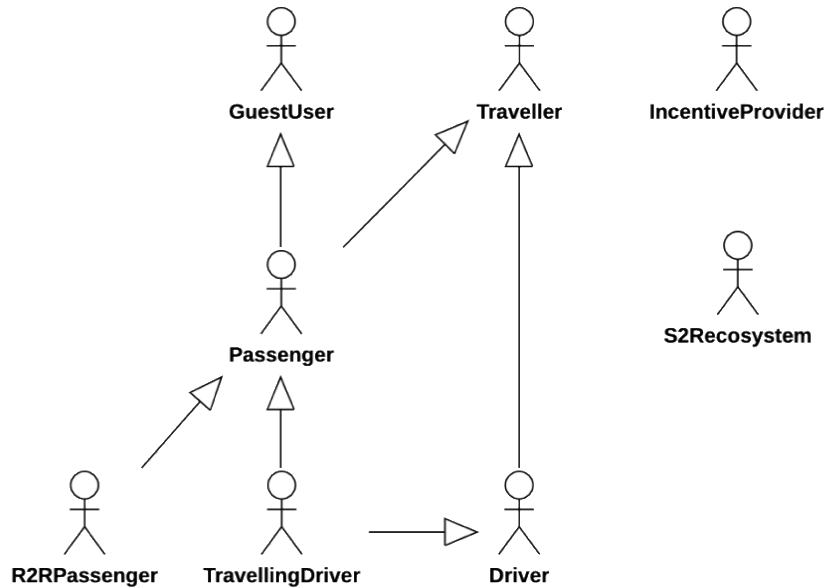 GuestUser
Traveller
IncentiveProvider
Passenger
S2Recosystem
R2RPassenger
TravellingDriver
Driver